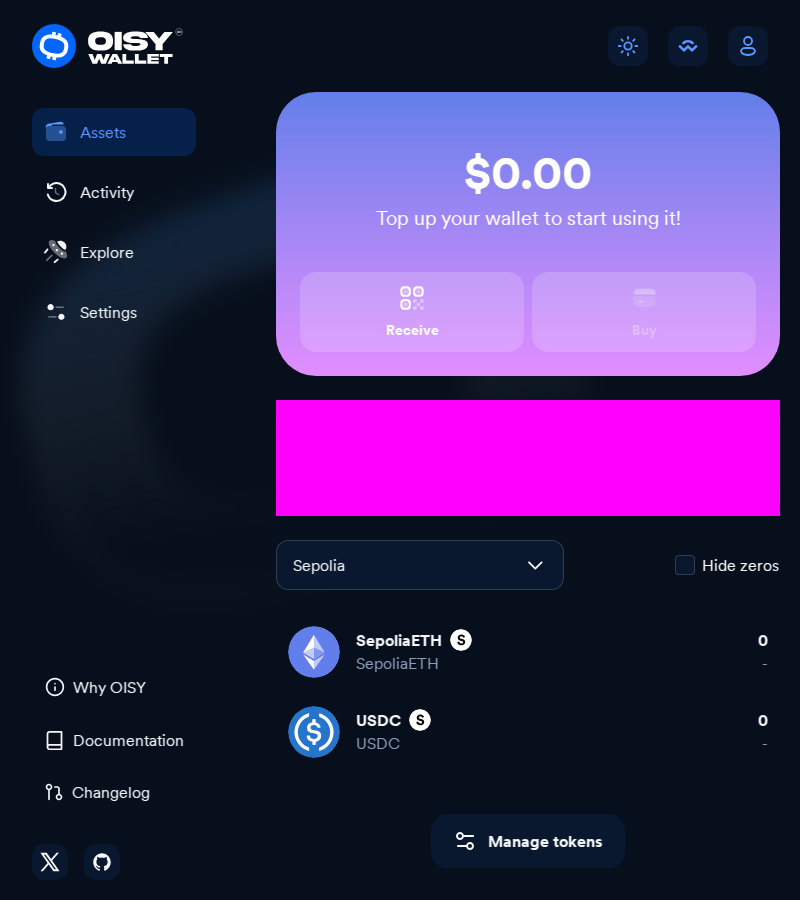 OISY
WALLET
Assets
Activity
Explore
Settings
$0.00
Top up your wallet to start using it!
Receive
Buy
Sepolia
Hide zeros
SepoliaETH S 0
SepoliaETH -
USDC S 0
USDC -
Why OISY
Documentation
Changelog
Manage tokens